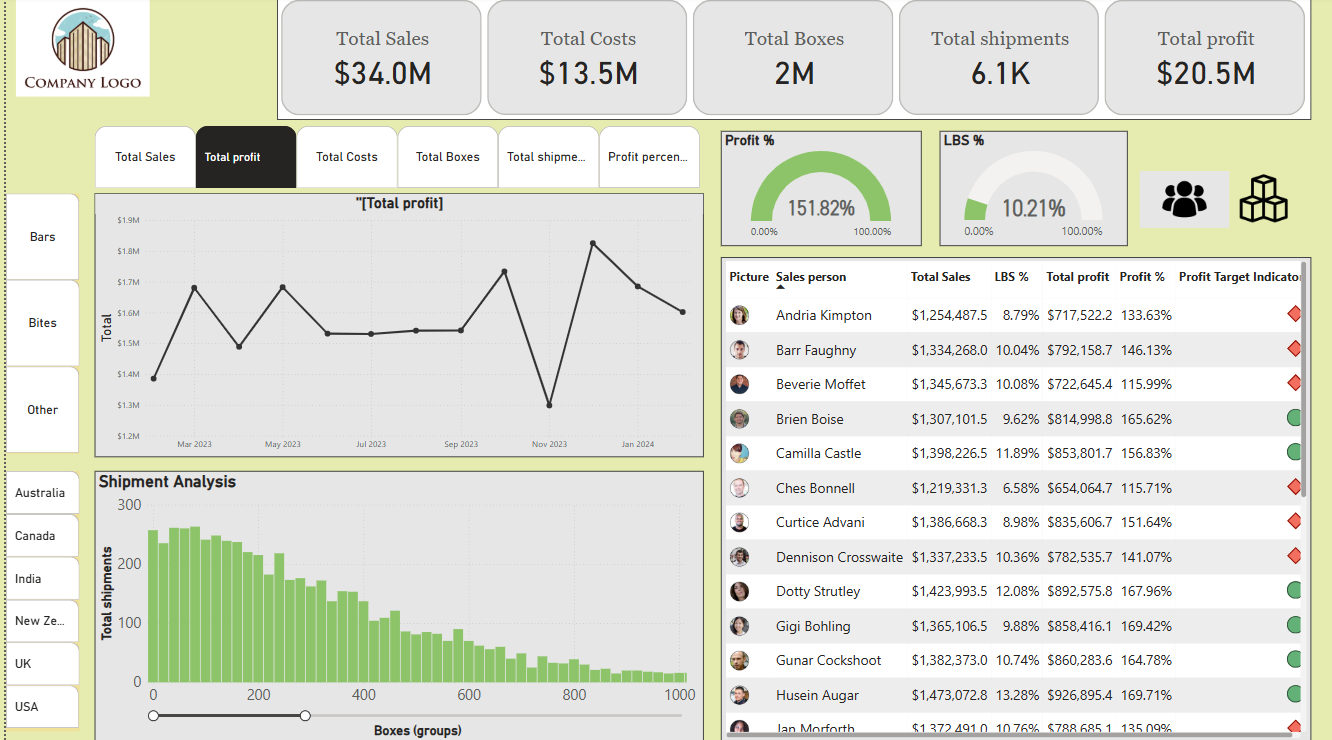 COMPANY LOGO
Total Sales
$34.0M
Total Costs
$13.5M
Total Boxes
2M
Total shipments
6.1K
Total profit
$20.5M
Total Sales
Total profit
Total Costs
Total Boxes
Total shipme...
Profit percen...
Bars
Bites
Other
Australia
Canada
India
New Ze...
UK
USA
"[Total profit]
Total
$1.9M
$1.8M
$1.7M
$1.6M
$1.5M
$1.4M
$1.3M
$1.2M
Mar 2023 May 2023 Jul 2023 Sep 2023 Nov 2023 Jan 2024
Shipment Analysis
Total shipments
300
200
100
0
0 200 400 600 800 1000
Boxes (groups)
Profit %
151.82%
0.00% 100.00%
LBS %
10.21%
0.00% 100.00%
Picture Sales person Total Sales LBS % Total profit Profit % Profit Target Indicator
Andria Kimpton $1,254,487.5 8.79% $717,522.2 133.63%
Barr Faughny $1,334,268.0 10.04% $792,158.7 146.13%
Beverie Moffet $1,345,673.3 10.08% $722,645.4 115.99%
Brien Boise $1,307,101.5 9.62% $814,998.8 165.62%
Camilla Castle $1,398,226.5 11.89% $853,801.7 156.83%
Ches Bonnell $1,219,331.3 6.58% $654,064.7 115.71%
Curtice Advani $1,386,668.3 8.98% $835,606.7 151.64%
Dennison Crosswaite $1,337,233.5 10.36% $782,535.7 141.07%
Dotty Strutley $1,423,993.5 12.08% $892,575.8 167.96%
Gigi Bohling $1,365,106.5 9.88% $858,416.1 169.42%
Gunar Cockshoot $1,382,373.0 10.74% $860,283.6 164.78%
Husein Augar $1,473,072.8 13.28% $926,895.4 169.71%
Jan Morforth $1,372,491.0 10.76% $788,685.1 135.09%